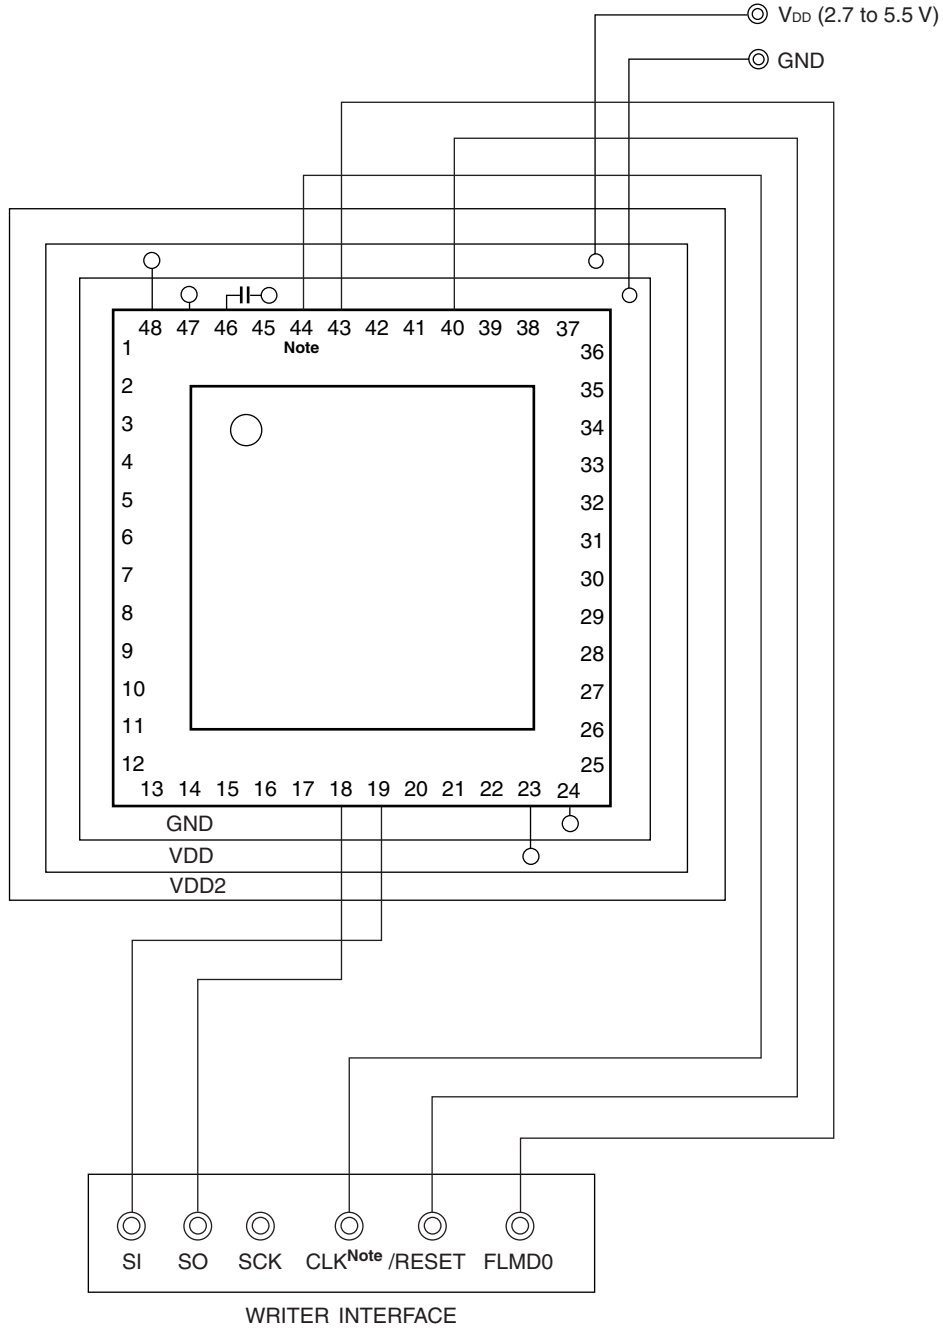 VDD (2.7 to 5.5 V)
GND
48 47 46 45 44 43 42 41 40 39 38 37
Note
1
2
3
4
5
6
7
8
9
10
11
12
36
35
34
33
32
31
30
29
28
27
26
25
13 14 15 16 17 18 19 20 21 22 23 24
GND
VDD
VDD2
SI SO SCK CLKNote /RESET FLMD0
WRITER INTERFACE